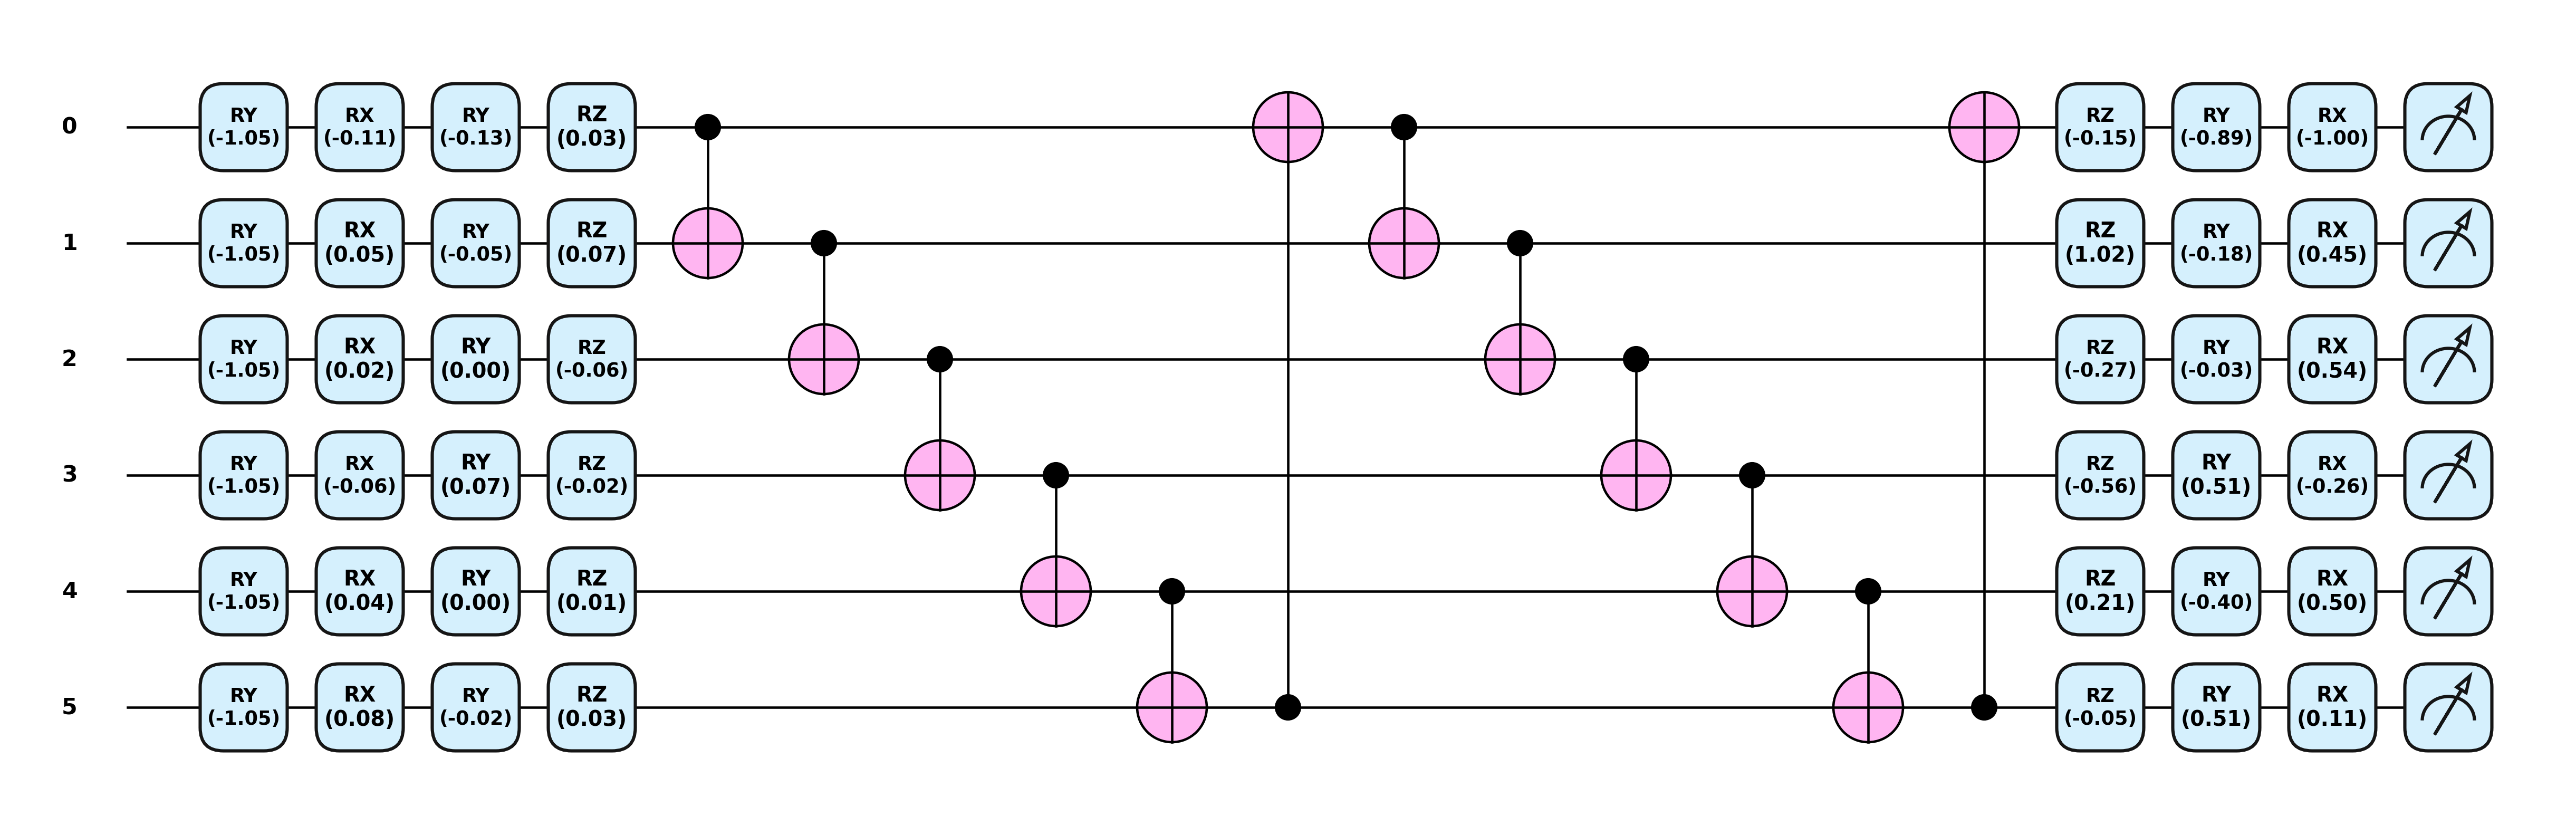 0 RY RX RY RZ RZ RY RX
(-1.05) (-0.11) (-0.13) (0.03) (-0.15) (-0.89) (-1.00)
1 RY RX RY RZ RZ RY RX
(-1.05) (0.05) (-0.05) (0.07) (1.02) (-0.18) (0.45)
2 RY RX RY RZ RZ RY RX
(-1.05) (0.02) (0.00) (-0.06) (-0.27) (-0.03) (0.54)
3 RY RX RY RZ RZ RY RX
(-1.05) (-0.06) (0.07) (-0.02) (-0.56) (0.51) (-0.26)
4 RY RX RY RZ RZ RY RX
(-1.05) (0.04) (0.00) (0.01) (0.21) (-0.40) (0.50)
5 RY RX RY RZ RZ RY RX
(-1.05) (0.08) (-0.02) (0.03) (-0.05) (0.51) (0.11)